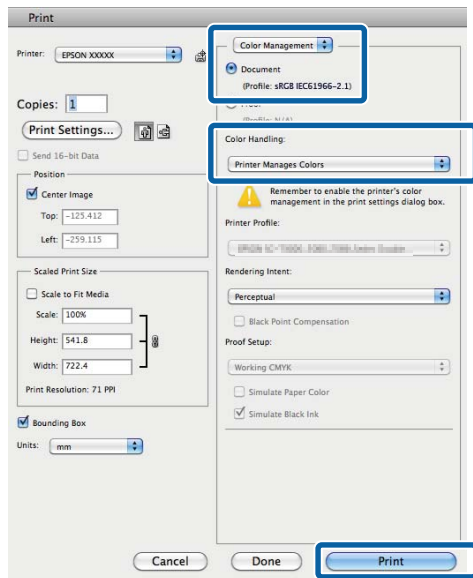 Print
Printer: EPSON XXXXX
Copies: 1
Print Settings...
Send 16-bit Data
Position
Center Image
Top: -125.412
Left: -259.115
Scaled Print Size
Scale to Fit Media
Scale: 100%
Height: 541.8
Width: 722.4
Print Resolution: 71 PPI
Bounding Box
Units: mm
Color Management
Document
(Profile: sRGB IEC61966-2.1)
Color Handling:
Printer Manages Colors
Remember to enable the printer's color
management in the print settings dialog box.
Printer Profile:
Rendering Intent:
Perceptual
Black Point Compensation
Proof Setup:
Working CMYK
Simulate Paper Color
Simulate Black Ink
Cancel
Done
Print